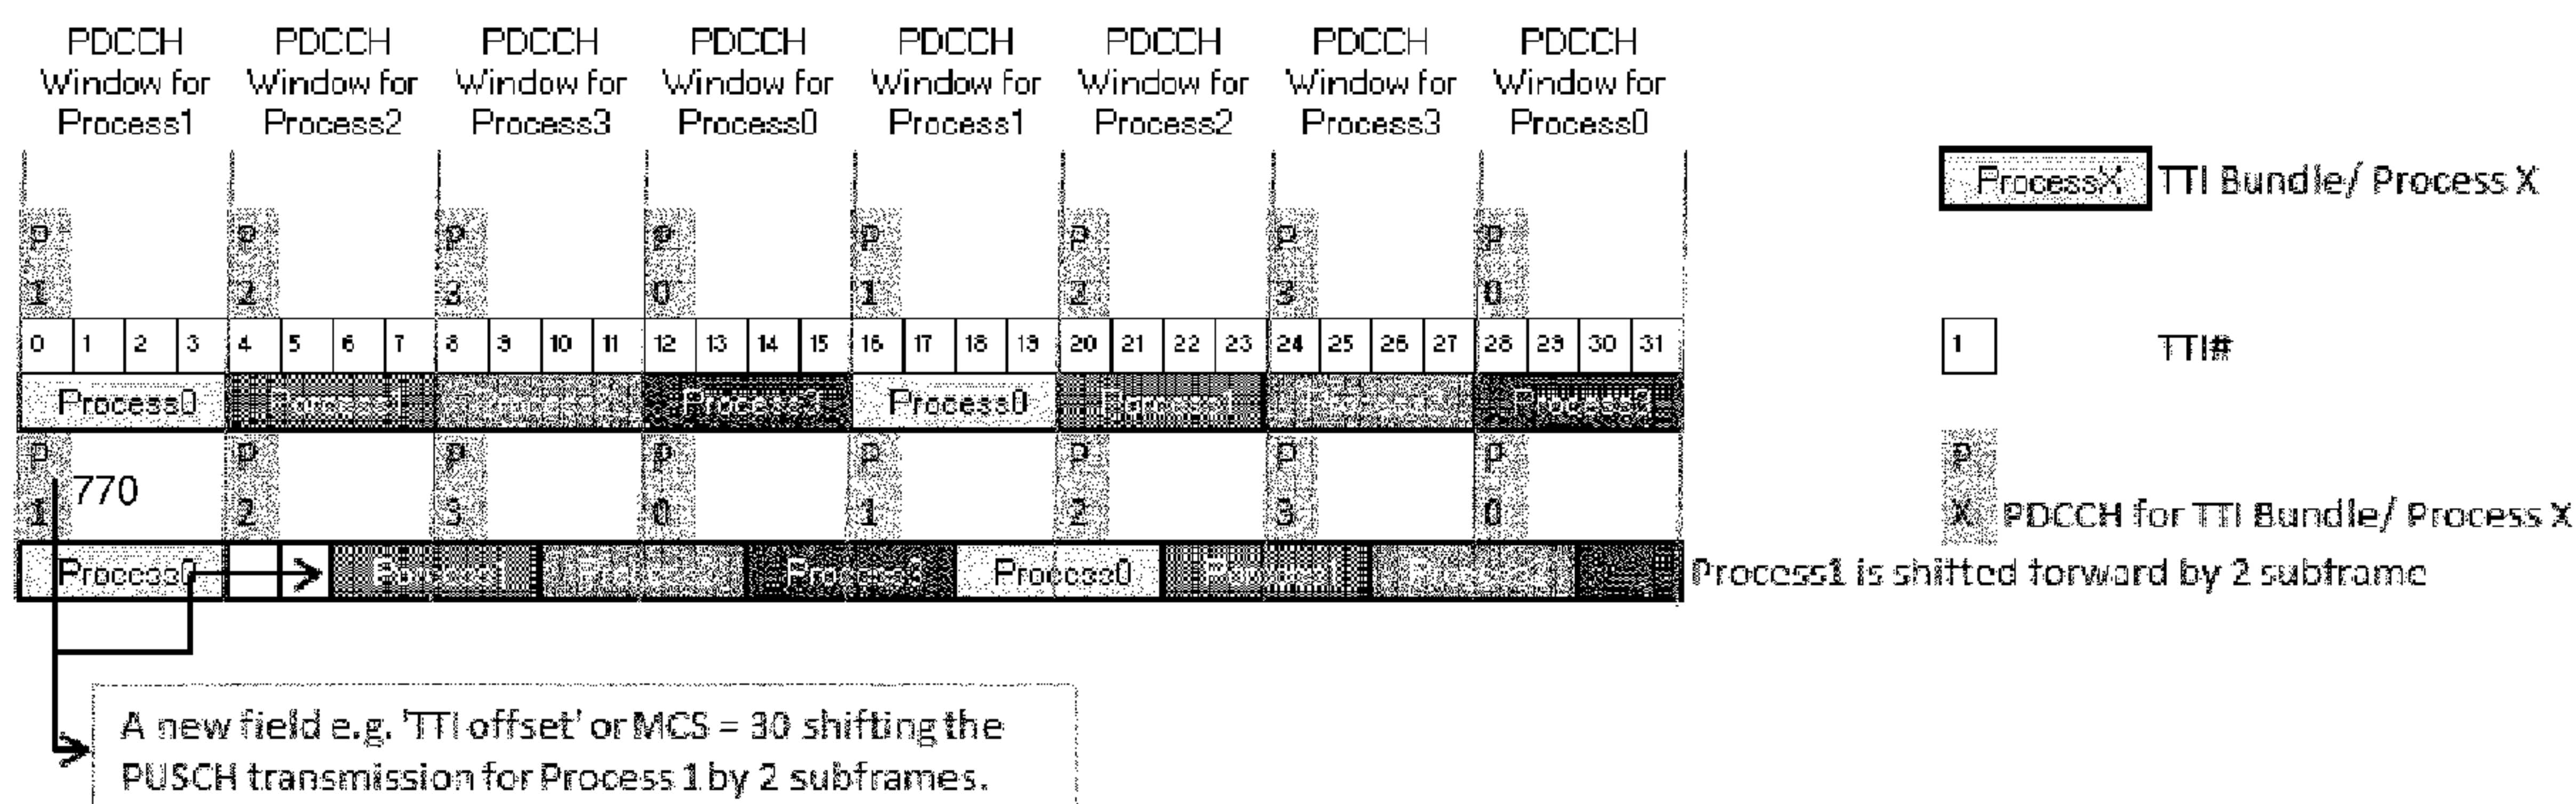 PDCCH Window for Process1
PDCCH Window for Process2
PDCCH Window for Process3
PDCCH Window for Process0
PDCCH Window for Process1
PDCCH Window for Process2
PDCCH Window for Process3
PDCCH Window for Process0
P 1
P 2
P 3
P 0
P 1
P 2
P 3
P 0
0 1 2 3 4 5 6 7 8 9 10 11 12 13 14 15 16 17 18 19 20 21 22 23 24 25 26 27 28 29 30 31
Process0 Process1 Process3 Process0 Process1
P 1
P 2
P 3
P 0
P 1
P 2
P 3
P 0
770
Process0 Process1 Process3 Process0
Process1 is shifted forward by 2 subframe
A new field e.g. 'TTI offset' or MCS = 30 shifting the
PUSCH transmission for Process 1 by 2 subframes.
ProcessX TTI Bundle/ Process X
1 TTI#
P X PDCCH for TTI Bundle/ Process X